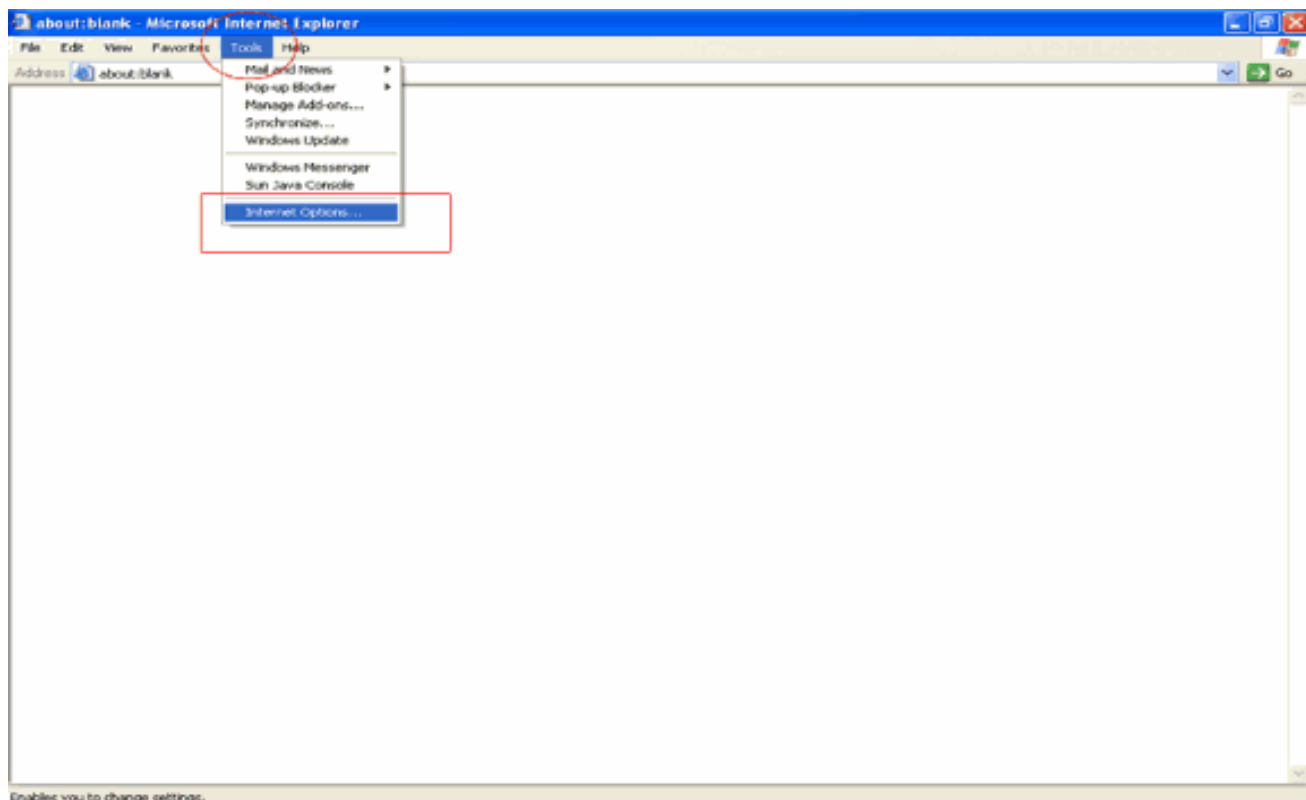 about:blank - Microsoft Internet Explorer
File Edit View Favorites Tools Help
Address about:blank Go
Mail and News
Pop-up Blocker
Manage Add-ons...
Synchronize...
Windows Update
Windows Messenger
Sun Java Console
Internet Options...
Enables you to change settings.